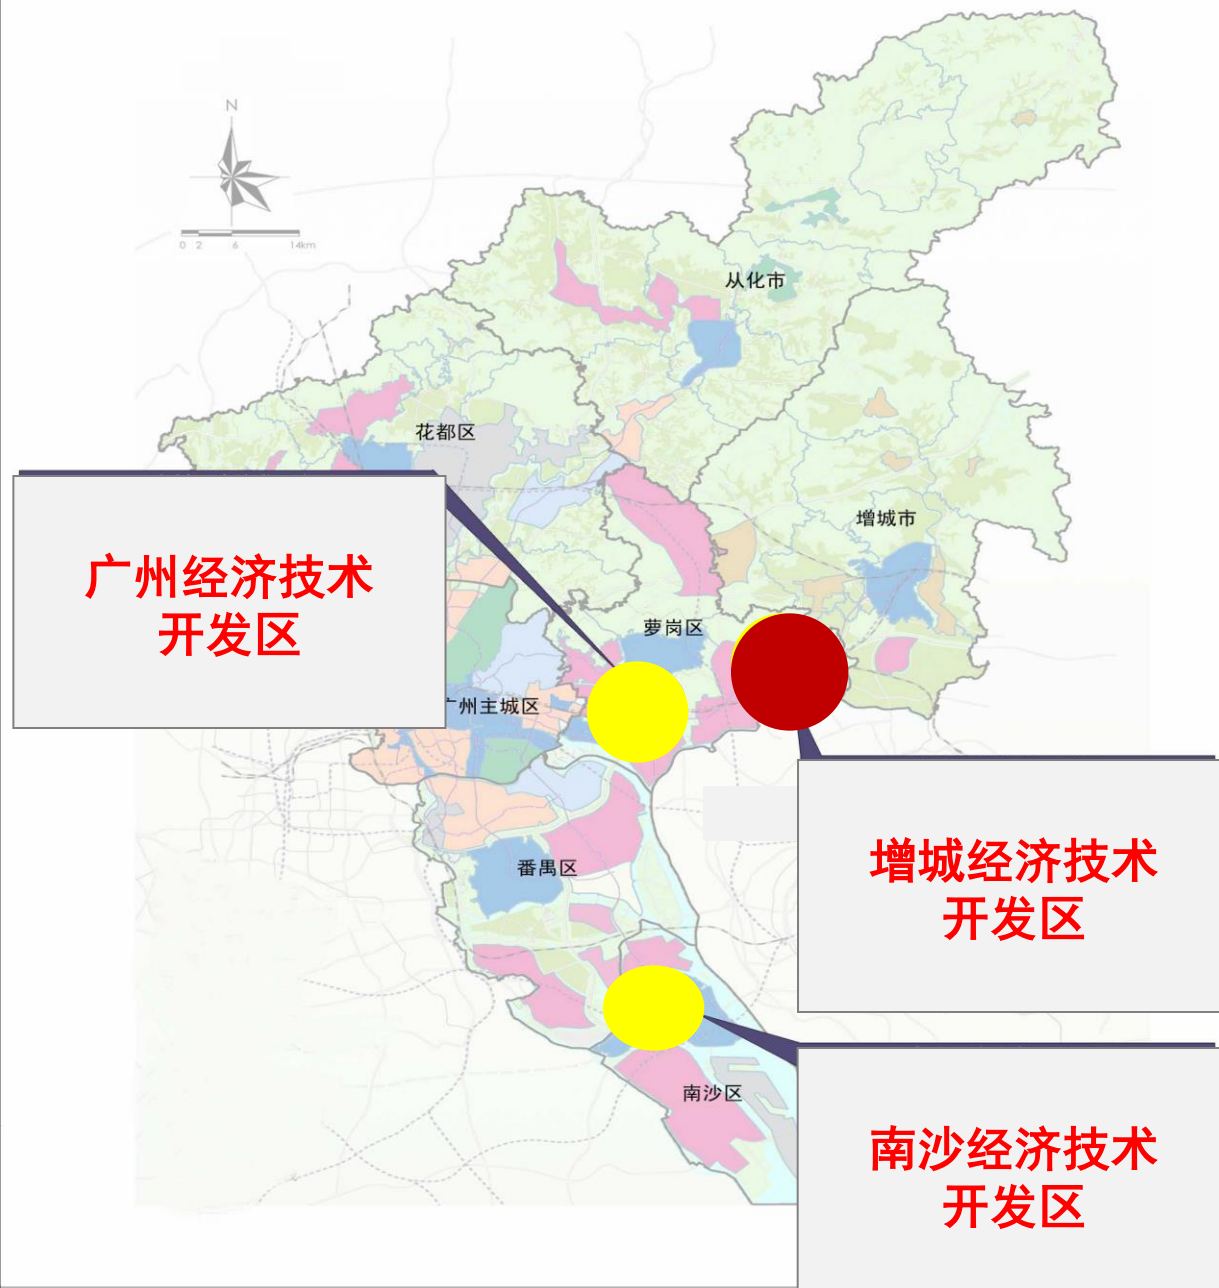 N
0 2 6 14km
从化市
花都区
增城市
广州经济技术
开发区
萝岗区
广州主城区
增城经济技术
开发区
番禺区
南沙区
南沙经济技术
开发区